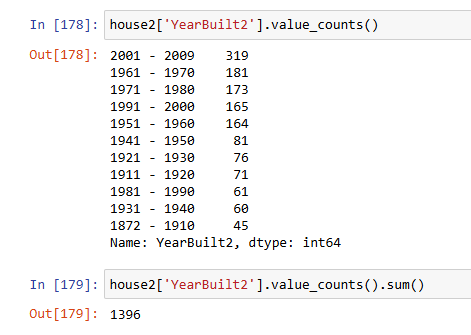 In [178]: house2['YearBuilt2'].value_counts()
Out[178]: 2001 - 2009    319
1961 - 1970    181
1971 - 1980    173
1991 - 2000    165
1951 - 1960    164
1941 - 1950     81
1921 - 1930     76
1911 - 1920     71
1981 - 1990     61
1931 - 1940     60
1872 - 1910     45
Name: YearBuilt2, dtype: int64
In [179]: house2['YearBuilt2'].value_counts().sum()
Out[179]: 1396